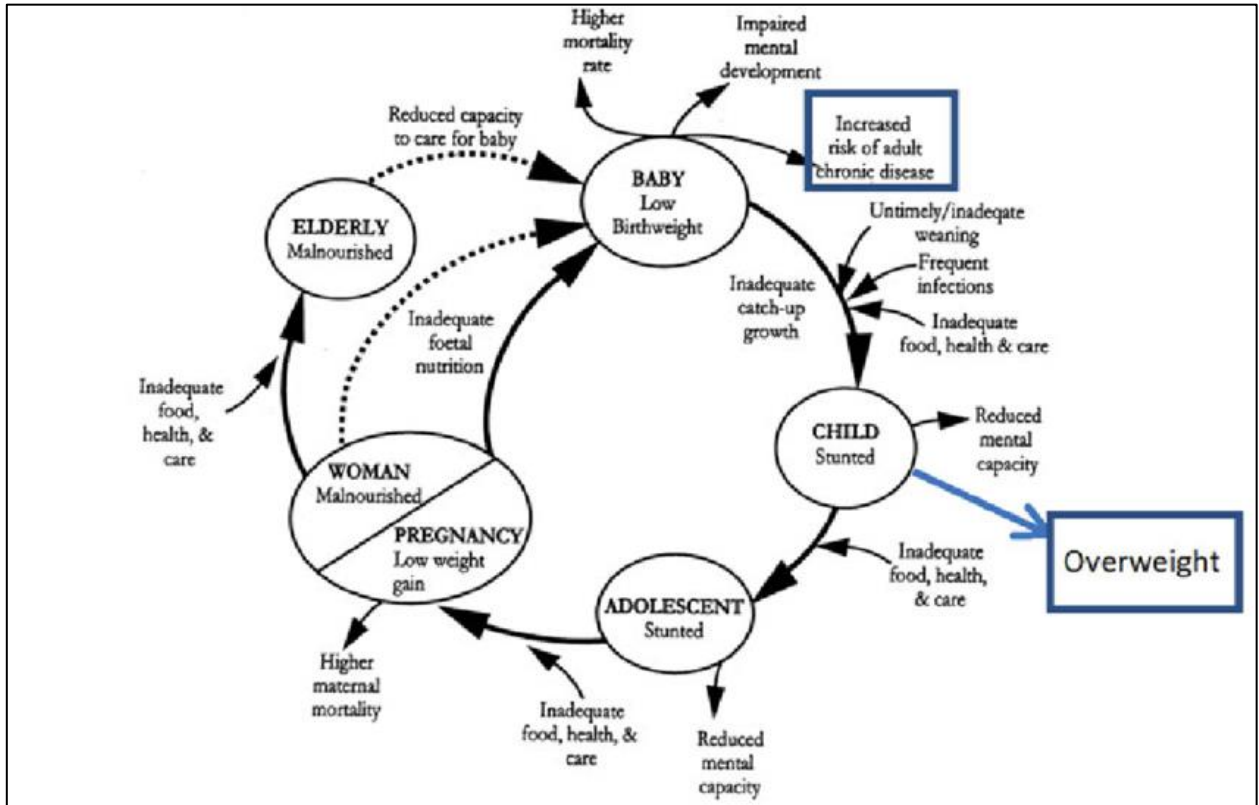 Higher
mortality
rate
Impaired
mental
development
Increased
risk of adult
chronic disease
Reduced capacity
to care for baby
BABY
Low
Birthweight
ELDERLY
Malnourished
Untimely/inadeqate
weaning
Frequent
infections
Inadequate
food, health & care
Inadequate
catch-up
growth
Inadequate
foetal
nutrition
Inadequate
food,
health, &
care
CHILD
Stunted
Reduced
mental
capacity
Overweight
WOMAN
Malnourished
PREGNANCY
Low weight
gain
Inadequate
food, health,
& care
ADOLESCENT
Stunted
Higher
maternal
mortality
Inadequate
food, health, &
care
Reduced
mental
capacity